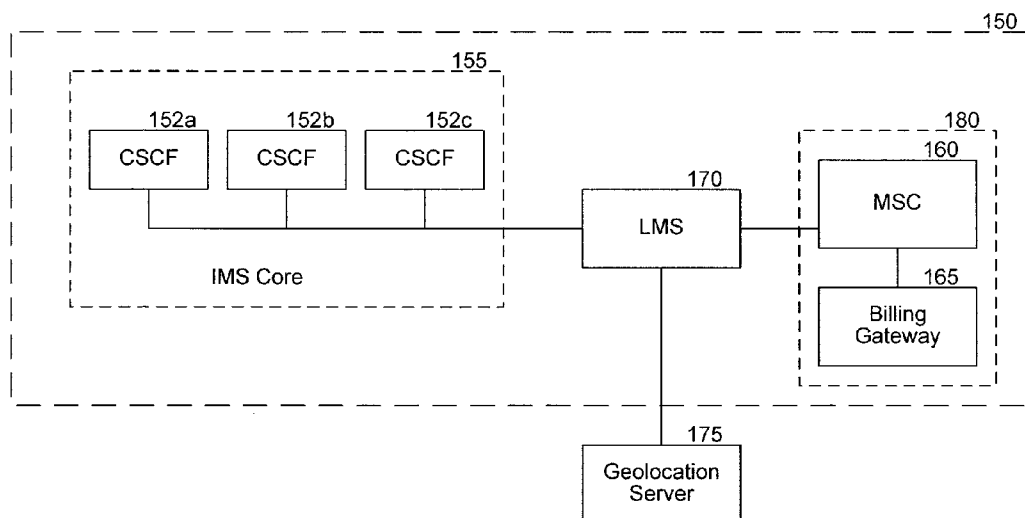 150
155
152a
152b
152c
CSCF
CSCF
CSCF
IMS Core
170
LMS
180
160
MSC
165
Billing
Gateway
175
Geolocation
Server